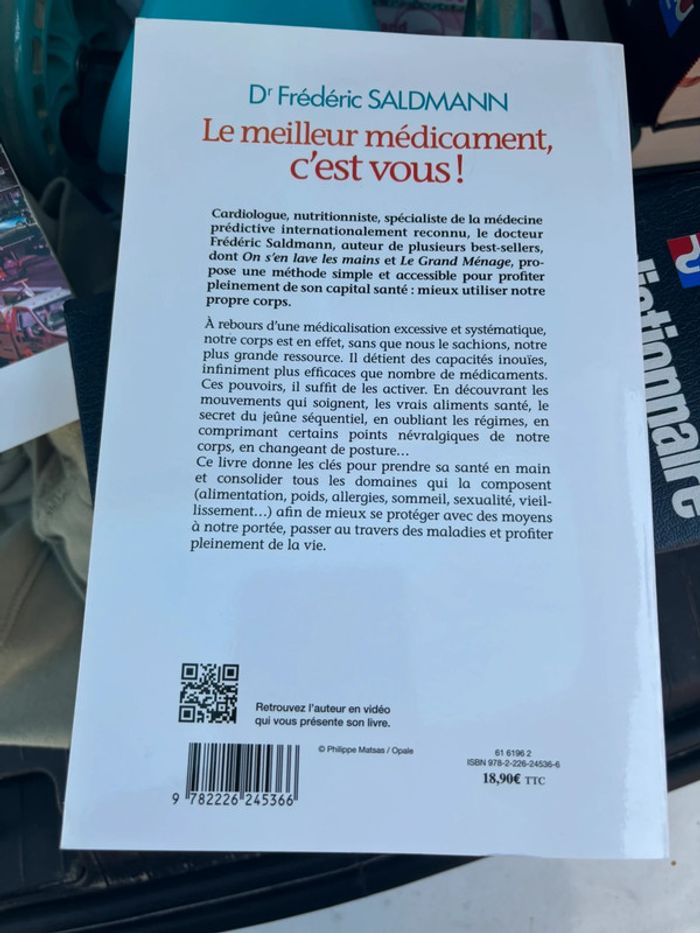 Dr Frédéric SALDMANN
Le meilleur médicament,
c'est vous !
Cardiologue, nutritionniste, spécialiste de la médecine
prédictive internationalement reconnu, le docteur
Frédéric Saldmann, auteur de plusieurs best-sellers,
dont On s'en lave les mains et Le Grand Ménage, pro-
pose une méthode simple et accessible pour profiter
pleinement de son capital santé : mieux utiliser notre
propre corps.
À rebours d'une médicalisation excessive et systématique,
notre corps est en effet, sans que nous le sachions, notre
plus grande ressource. Il détient des capacités inouïes,
infiniment plus efficaces que nombre de médicaments.
Ces pouvoirs, il suffit de les activer. En découvrant les
mouvements qui soignent, les vrais aliments santé, le
secret du jeûne séquentiel, en oubliant les régimes, en
comprimant certains points névralgiques de notre
corps, en changeant de posture...
Ce livre donne les clés pour prendre sa santé en main
et consolider tous les domaines qui la composent
(alimentation, poids, allergies, sommeil, sexualité, vieil-
lissement...) afin de mieux se protéger avec des moyens
à notre portée, passer au travers des maladies et profiter
pleinement de la vie.
Retrouvez l'auteur en vidéo
qui vous présente son livre.
© Philippe Matsas / Opale
61 6196 2
ISBN 978-2-226-24536-6
18,90€ TTC
9 782226 245366
dictionnaire